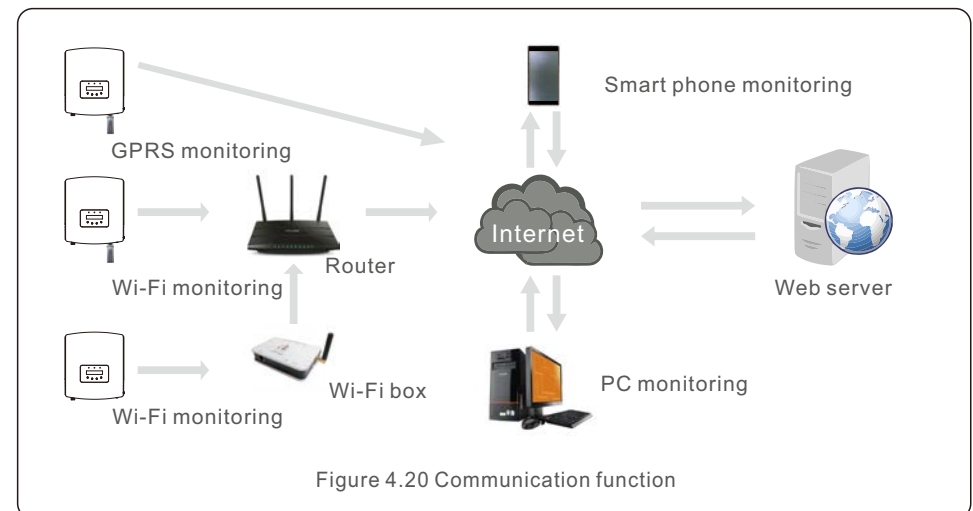 Smart phone monitoring
GPRS monitoring
Internet
Router
Wi-Fi monitoring
Web server
Wi-Fi box
PC monitoring
Wi-Fi monitoring
Figure 4.20 Communication function